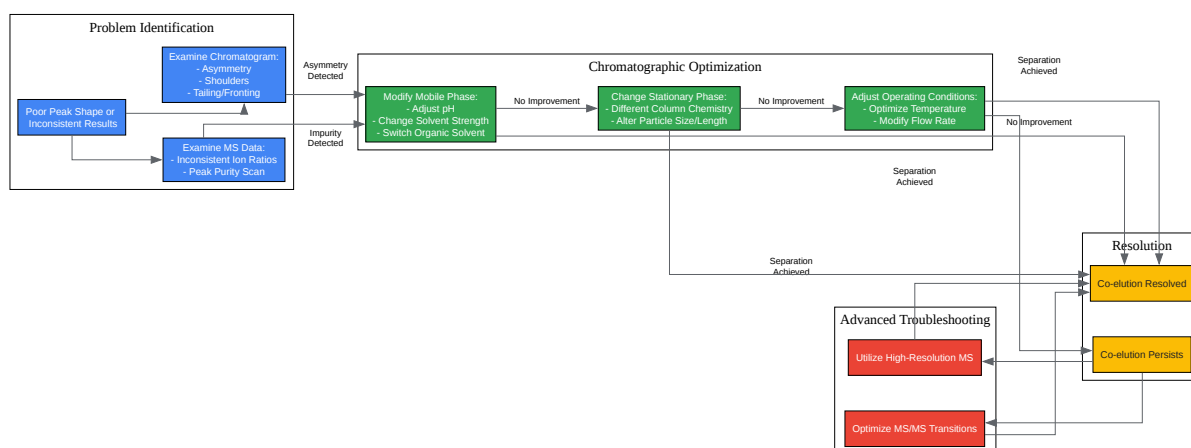 Problem Identification
Examine Chromatogram:
- Asymmetry
- Shoulders
- Tailing/Fronting
Poor Peak Shape or
Inconsistent Results
Examine MS Data:
- Inconsistent Ion Ratios
- Peak Purity Scan
Asymmetry
Detected
Impurity
Detected
Chromatographic Optimization
Modify Mobile Phase:
- Adjust pH
- Change Solvent Strength
- Switch Organic Solvent
No Improvement
Change Stationary Phase:
- Different Column Chemistry
- Alter Particle Size/Length
No Improvement
Adjust Operating Conditions:
- Optimize Temperature
- Modify Flow Rate
Separation
Achieved
No Improvement
Separation
Achieved
Separation
Achieved
Resolution
Co-elution Resolved
Co-elution Persists
Advanced Troubleshooting
Utilize High-Resolution MS
Optimize MS/MS Transitions